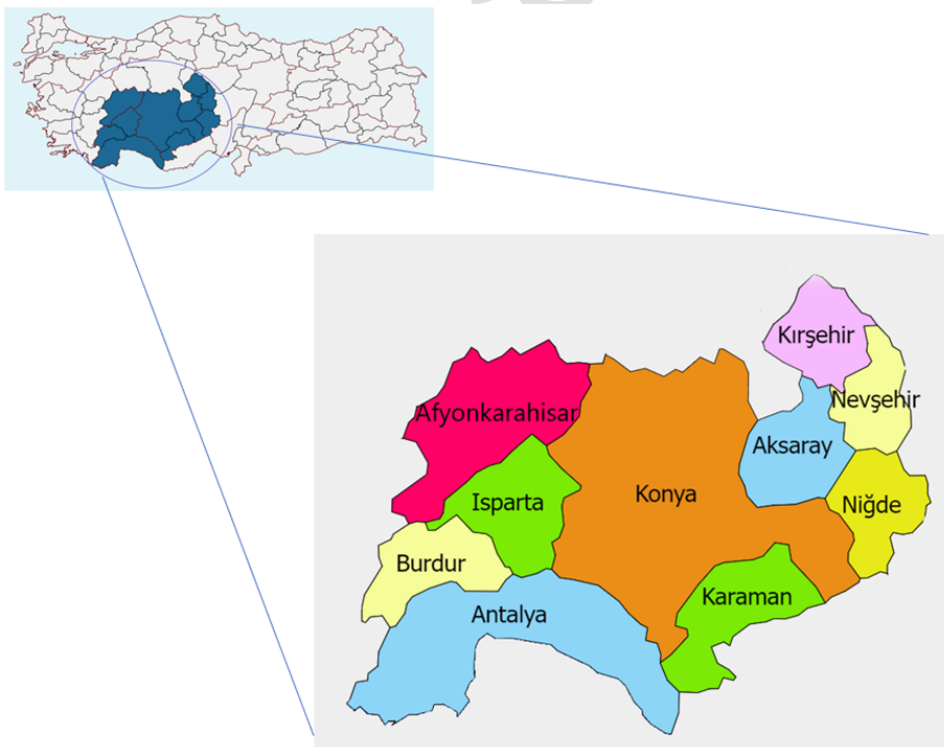 Kırşehir
Nevşehir
Afyonkarahisar
Aksaray
Konya
Isparta
Niğde
Burdur
Karaman
Antalya